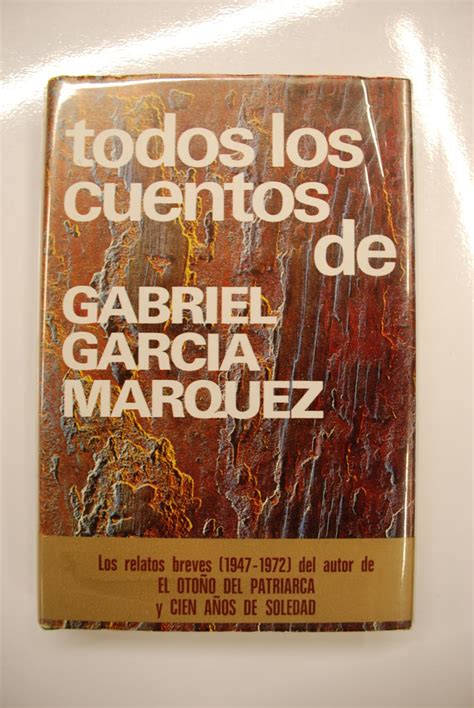 todos los
cuentos
de
GABRIEL
GARCIA
MARQUEZ
Los relatos breves (1947-1972) del autor de
EL OTOÑO DEL PATRIARCA
y CIEN AÑOS DE SOLEDAD